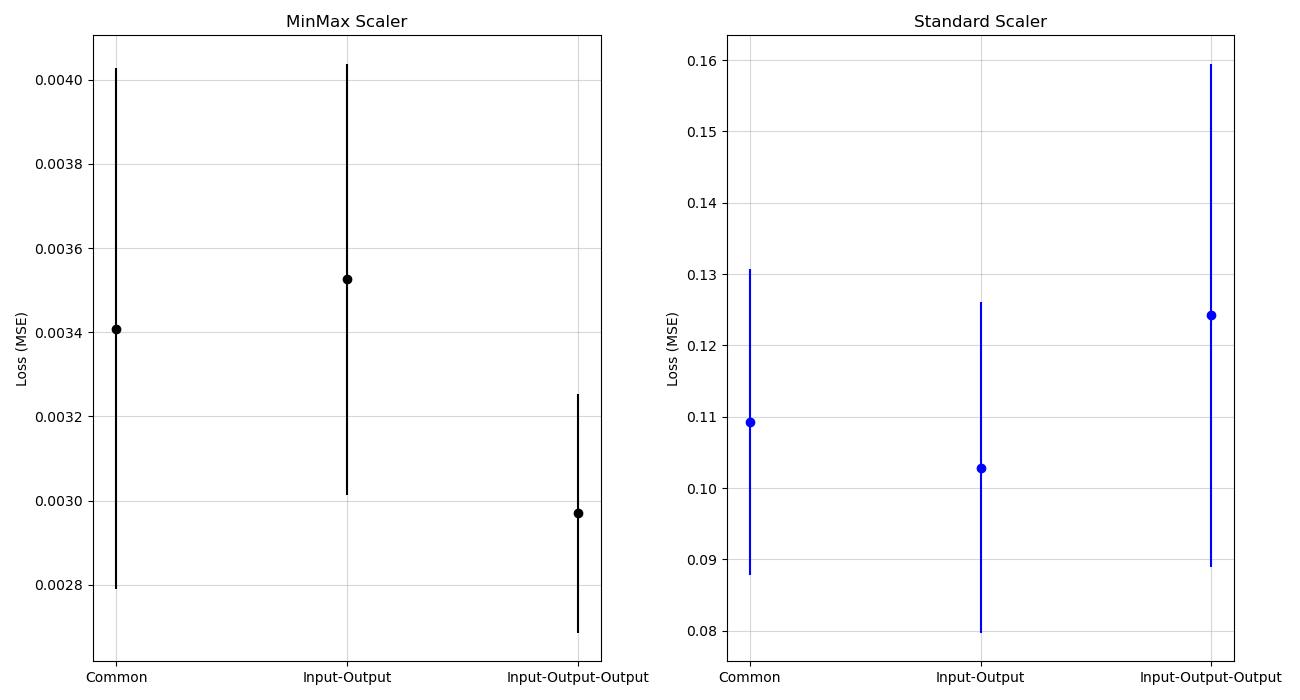 MinMax Scaler
Loss (MSE)
0.0040
0.0038
0.0036
0.0034
0.0032
0.0030
0.0028
Common
Input-Output
Input-Output-Output
Standard Scaler
Loss (MSE)
0.16
0.15
0.14
0.13
0.12
0.11
0.10
0.09
0.08
Common
Input-Output
Input-Output-Output